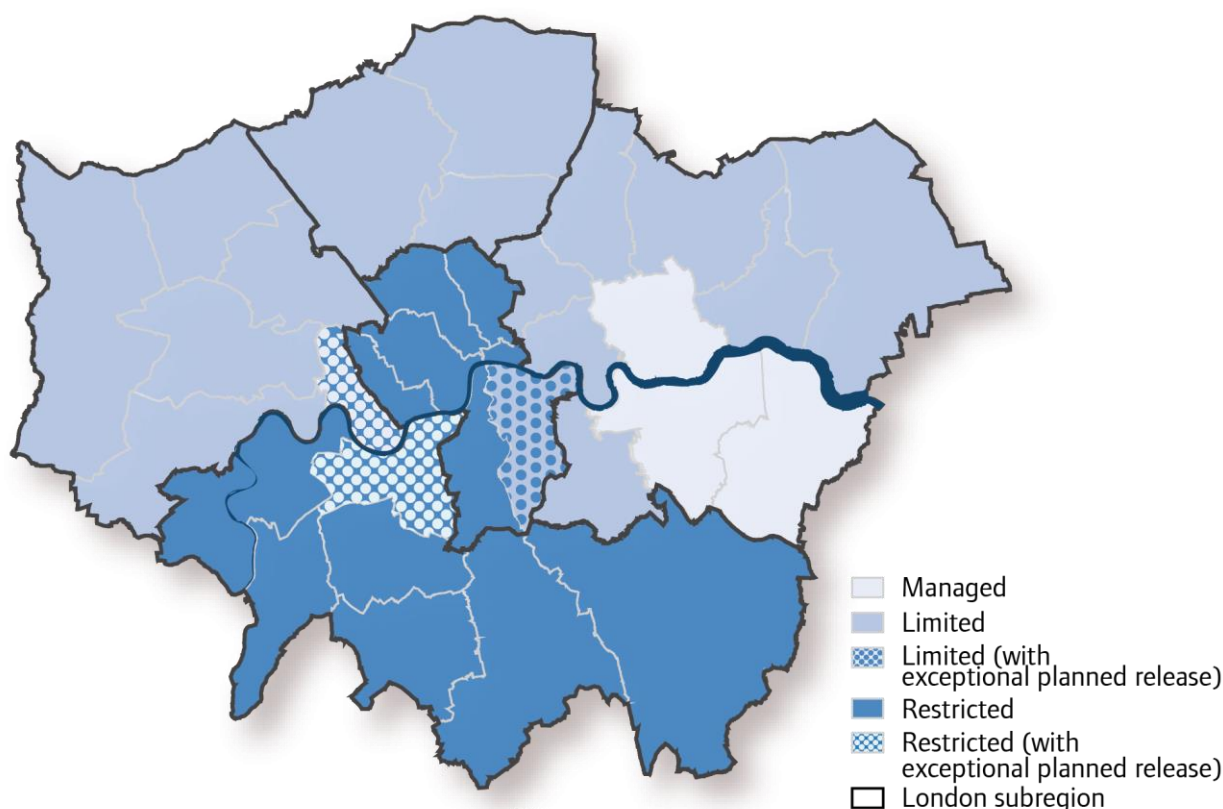 Managed
Limited
Limited (with
exceptional planned release)
Restricted
Restricted (with
exceptional planned release)
London subregion